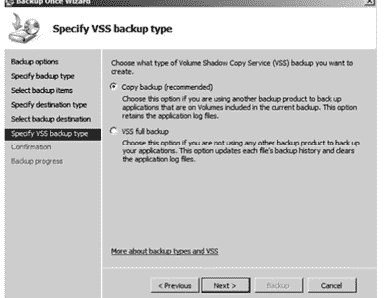 Backup Once Wizard
Specify VSS backup type
Backup options
Specify backup type
Select backup items
Specify destination type
Select backup destination
Specify VSS backup type
Confirmation
Backup progress
Choose what type of Volume Shadow Copy Service (VSS) backup you want to
create.
Copy backup (recommended)
Choose this option if you are using another backup product to back up
applications that are on Volumes included in the current backup. This option
retains the application log files.
VSS full backup
Choose this option if you are not using any other backup product to back up
your applications. This option updates each file's backup history and clears
the application log files.
More about backup types and VSS
< Previous
Next >
Backup
Cancel